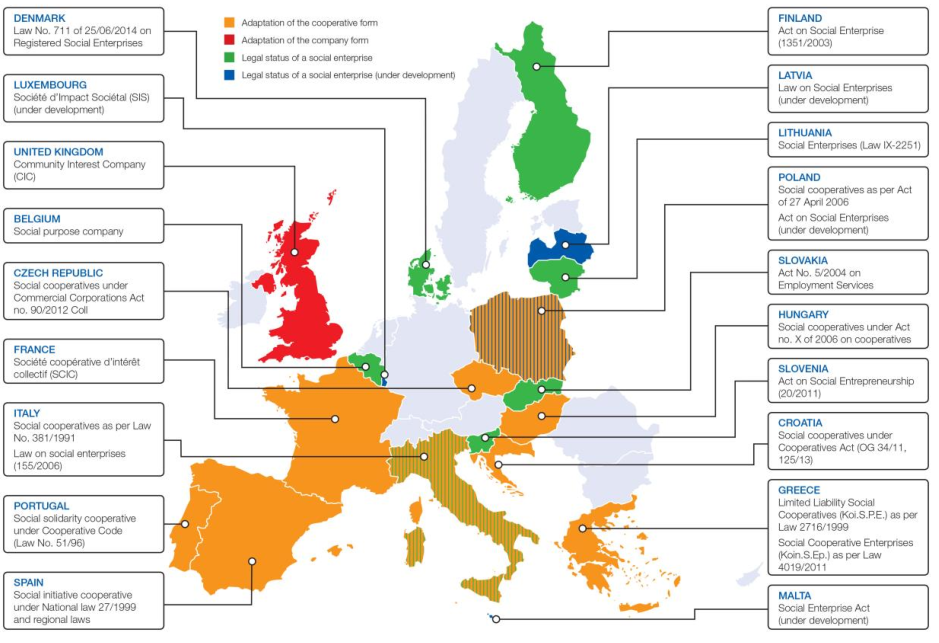 DENMARK
Law No. 711 of 25/06/2014 on
Registered Social Enterprises
LUXEMBOURG
Société d'Impact Sociétal (SIS)
(under development)
UNITED KINGDOM
Community Interest Company
(CIC)
BELGIUM
Social purpose company
CZECH REPUBLIC
Social cooperatives under
Commercial Corporations Act
no. 90/2012 Coll
FRANCE
Société coopérative d'intérêt
collectif (SCIC)
ITALY
Social cooperatives as per Law
No. 381/1991
Law on social enterprises
(155/2006)
PORTUGAL
Social solidarity cooperative
under Cooperative Code
(Law No. 51/96)
SPAIN
Social initiative cooperative
under National law 27/1999
and regional laws
Adaptation of the cooperative form
Adaptation of the company form
Legal status of a social enterprise
Legal status of a social enterprise (under development)
FINLAND
Act on Social Enterprise
(1351/2003)
LATVIA
Law on Social Enterprises
(under development)
LITHUANIA
Social Enterprises (Law IX-2251)
POLAND
Social cooperatives as per Act
of 27 April 2006
Act on Social Enterprises
(under development)
SLOVAKIA
Act No. 5/2004 on
Employment Services
HUNGARY
Social cooperatives under Act
no. X of 2006 on cooperatives
SLOVENIA
Act on Social Entrepreneurship
(20/2011)
CROATIA
Social cooperatives under
Cooperatives Act (OG 34/11,
125/13)
GREECE
Limited Liability Social
Cooperatives (Koi.S.P.E.) as per
Law 2716/1999
Social Cooperative Enterprises
(Koin.S.Ep.) as per Law
4019/2011
MALTA
Social Enterprise Act
(under development)